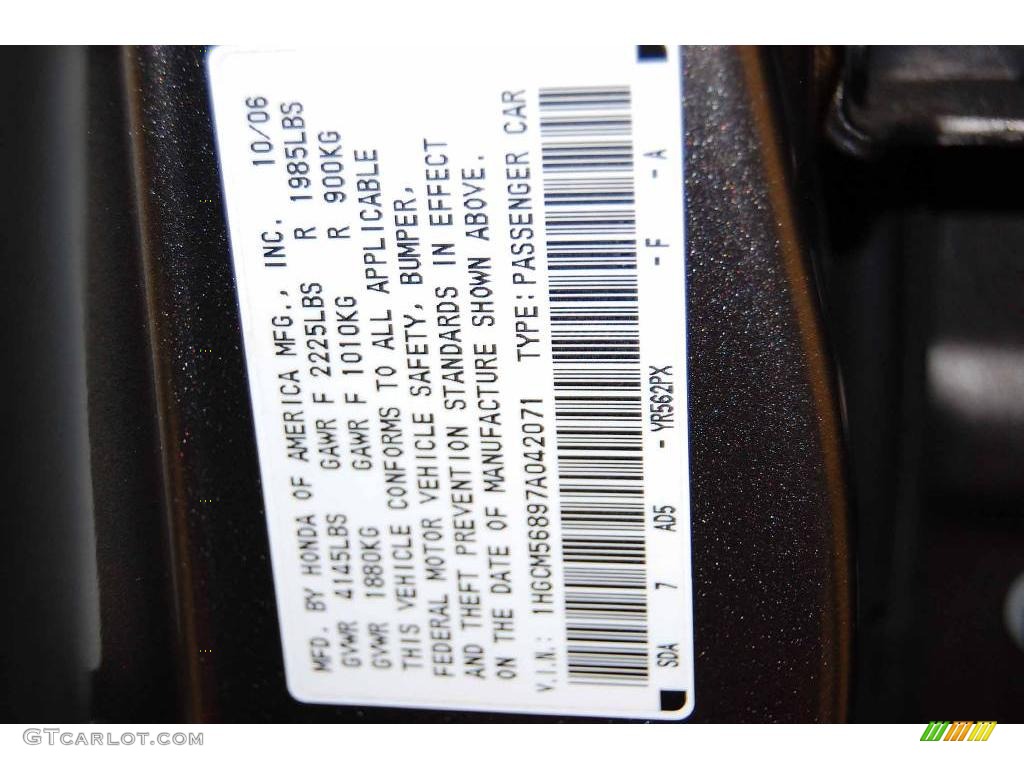 MFD. BY HONDA OF AMERICA MFG., INC. 10/06
GVWR 4145LBS GAWR F 2225LBS R 1985LBS
GVWR 1880KG GAWR F 1010KG R 900KG
THIS VEHICLE CONFORMS TO ALL APPLICABLE
FEDERAL MOTOR VEHICLE SAFETY, BUMPER,
AND THEFT PREVENTION STANDARDS IN EFFECT
ON THE DATE OF MANUFACTURE SHOWN ABOVE.
V.I.N.: 1HGCM56897A042071 TYPE: PASSENGER CAR
SDA 7 AD5 - YR562PX - F - A
GTcarlot.com